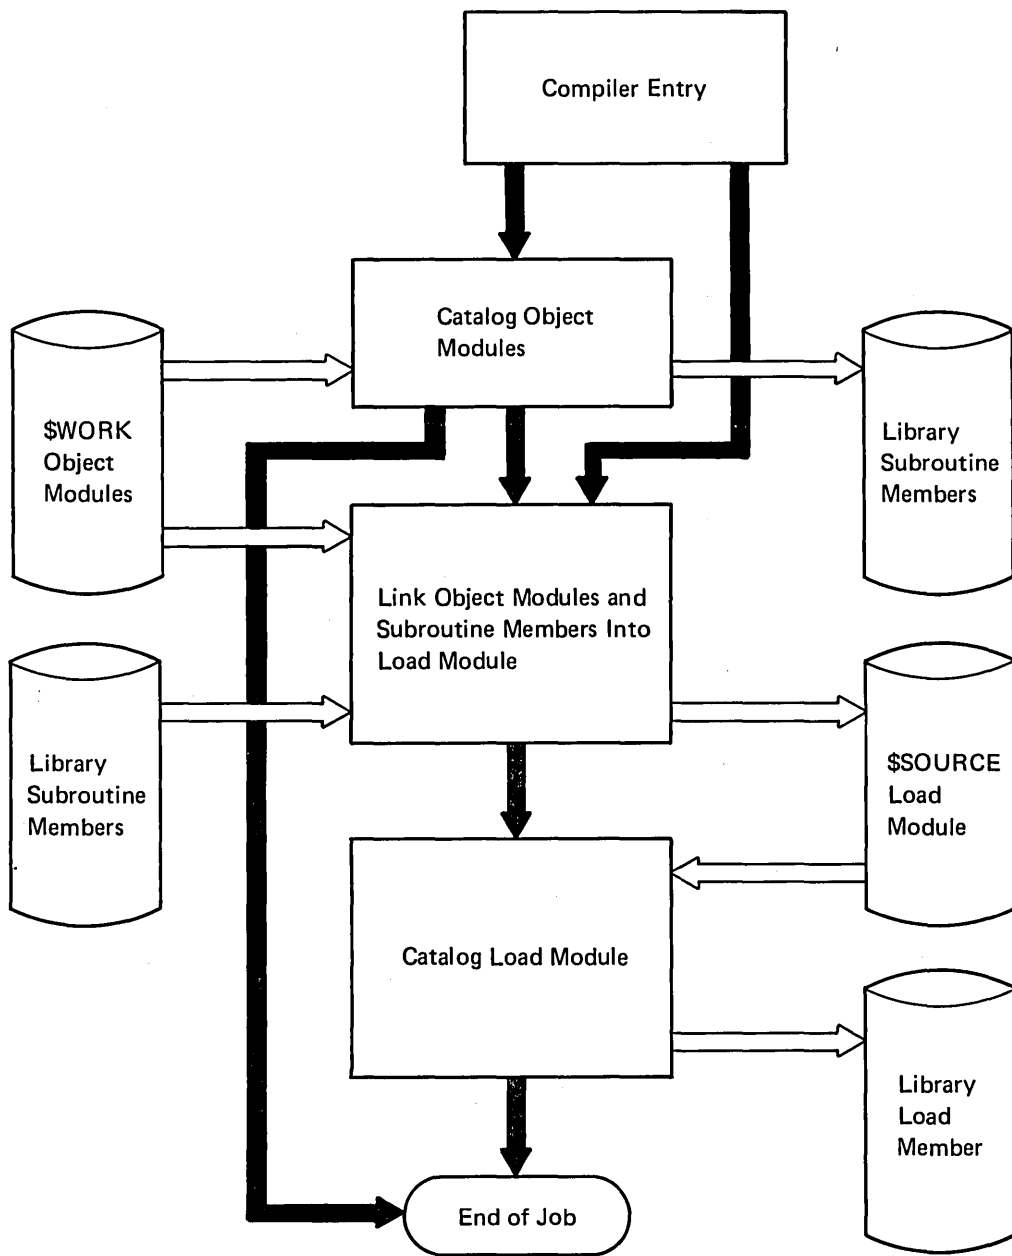 Compiler Entry
Catalog Object
Modules
$WORK
Object
Modules
Library
Subroutine
Members
Link Object Modules and
Subroutine Members Into
Load Module
Library
Subroutine
Members
$SOURCE
Load
Module
Catalog Load Module
Library
Load
Member
End of Job